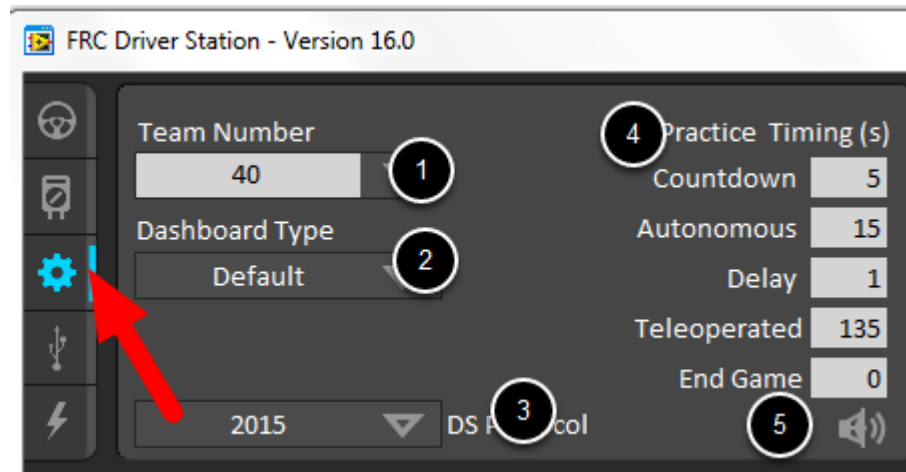 FRC Driver Station - Version 16.0
Team Number
40
1
Dashboard Type
Default
2
2015
DS P col
3
4
Practice Timing (s)
Countdown 5
Autonomous 15
Delay 1
Teleoperated 135
End Game 0
5